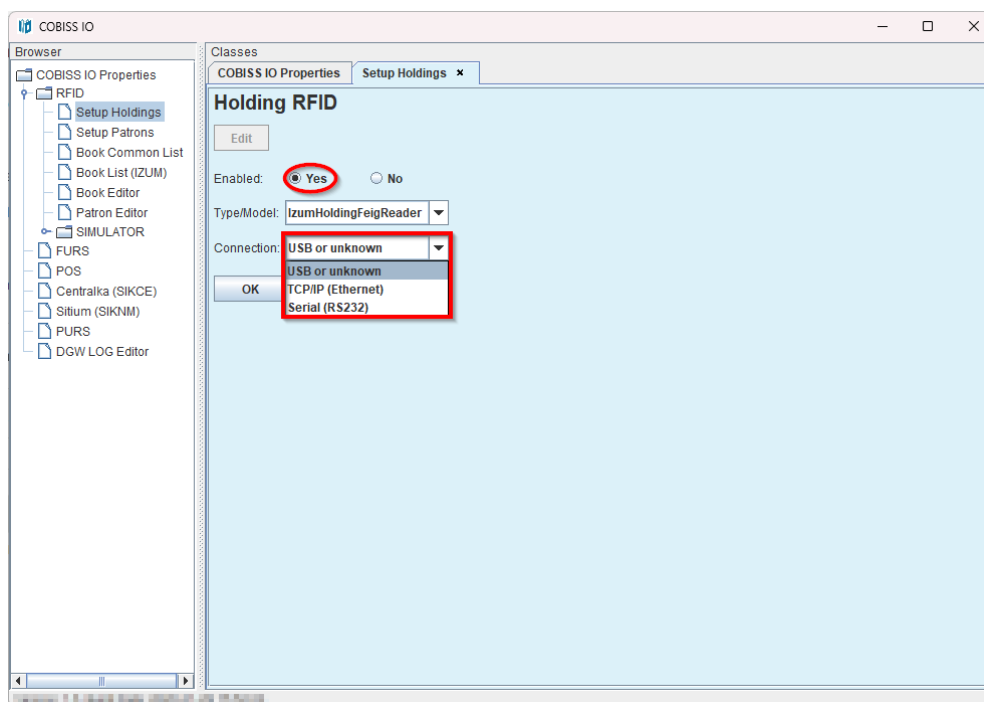 COBISS IO
Browser
COBISS IO Properties
RFID
Setup Holdings
Setup Patrons
Book Common List
Book List (IZUM)
Book Editor
Patron Editor
SIMULATOR
FURS
POS
Centralka (SIKCE)
Sitium (SIKNM)
PURS
DGW LOG Editor
Classes
COBISS IO Properties Setup Holdings ×
Holding RFID
Edit
Enabled: Yes No
Type/Model: IzumHoldingFeigReader
Connection: USB or unknown
USB or unknown
OK TCP/IP (Ethernet)
Serial (RS232)